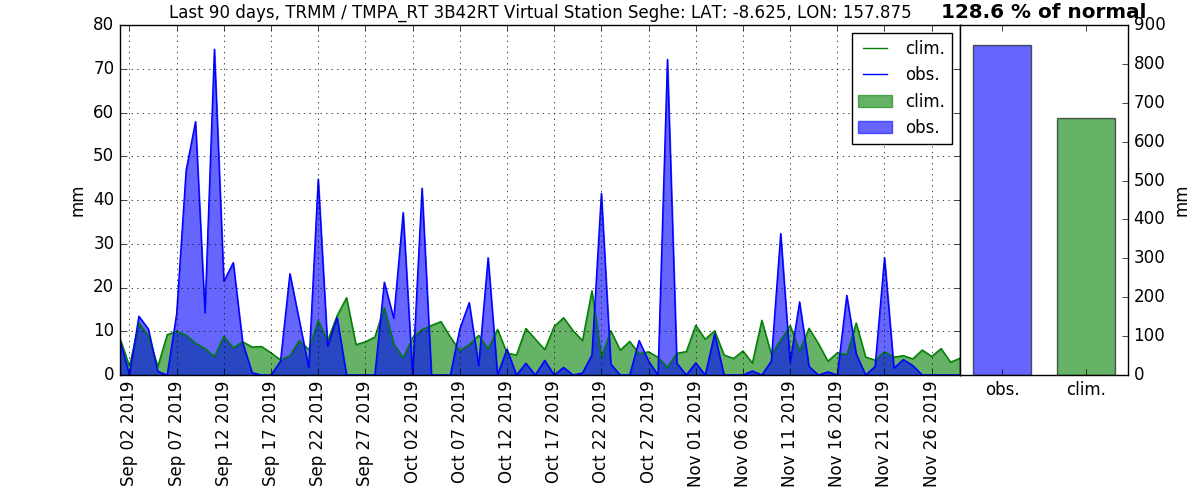 Last 90 days, TRMM / TMPA_RT 3B42RT Virtual Station Seghe: LAT: -8.625, LON: 157.875
128.6 % of normal
80
70
60
50
40
30
20
10
0
mm
clim.
obs.
clim.
obs.
900
800
700
600
500
400
300
200
100
0
mm
obs.
clim.
Sep 02 2019
Sep 07 2019
Sep 12 2019
Sep 17 2019
Sep 22 2019
Sep 27 2019
Oct 02 2019
Oct 07 2019
Oct 12 2019
Oct 17 2019
Oct 22 2019
Oct 27 2019
Nov 01 2019
Nov 06 2019
Nov 11 2019
Nov 16 2019
Nov 21 2019
Nov 26 2019